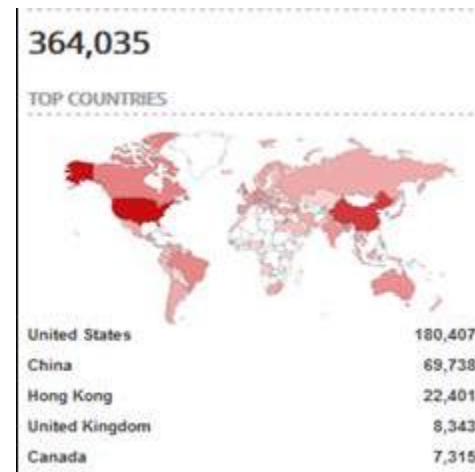 364,035
TOP COUNTRIES
United States 180,407
China 69,738
Hong Kong 22,401
United Kingdom 8,343
Canada 7,315